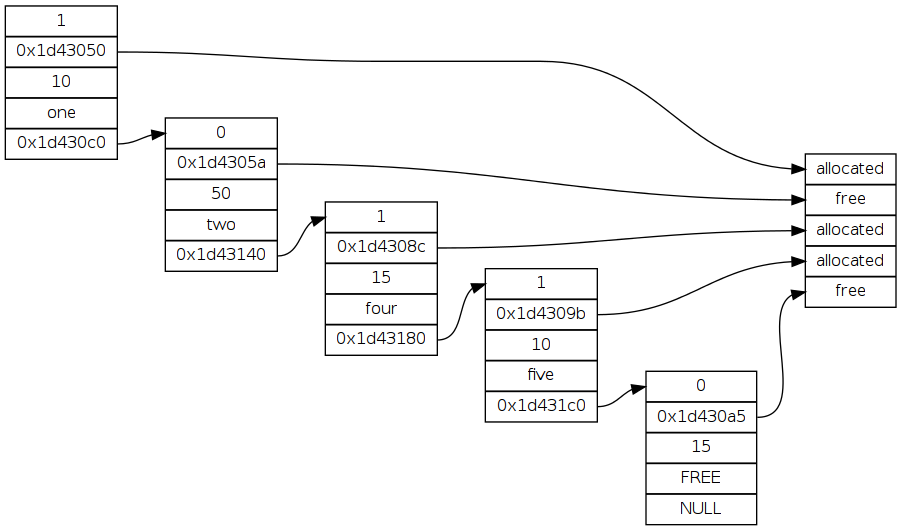 1
0x1d43050
10
one
0x1d430c0
0
0x1d4305a
50
two
0x1d43140
1
0x1d4308c
15
four
0x1d43180
1
0x1d4309b
10
five
0x1d431c0
0
0x1d430a5
15
FREE
NULL
allocated
free
allocated
allocated
free